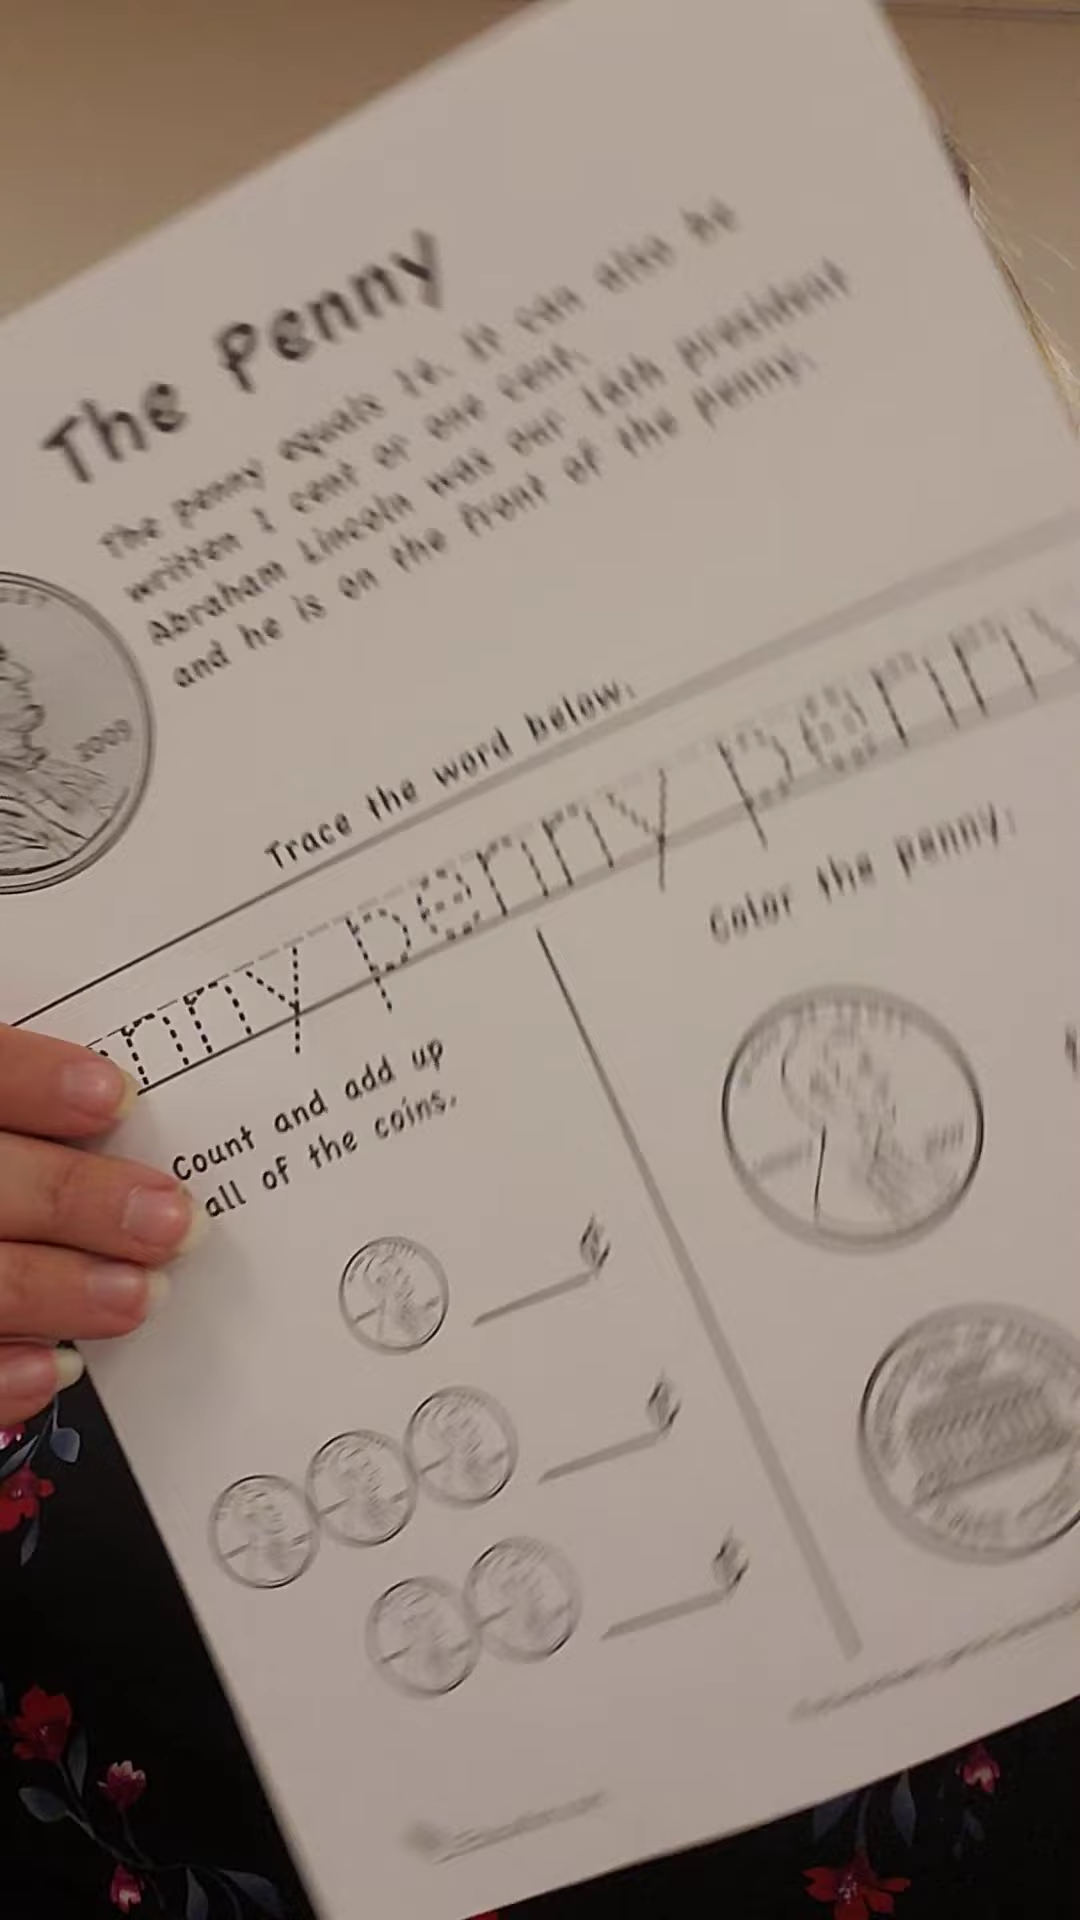 The Penny
The penny equals 1¢. It can also be
written 1 cent or one cent.
Abraham Lincoln was our 16th president
and he is on the front of the penny.
2009
Trace the word below.
nny penny penn
Count and add up
all of the coins.
¢
¢
¢
Color the penny.